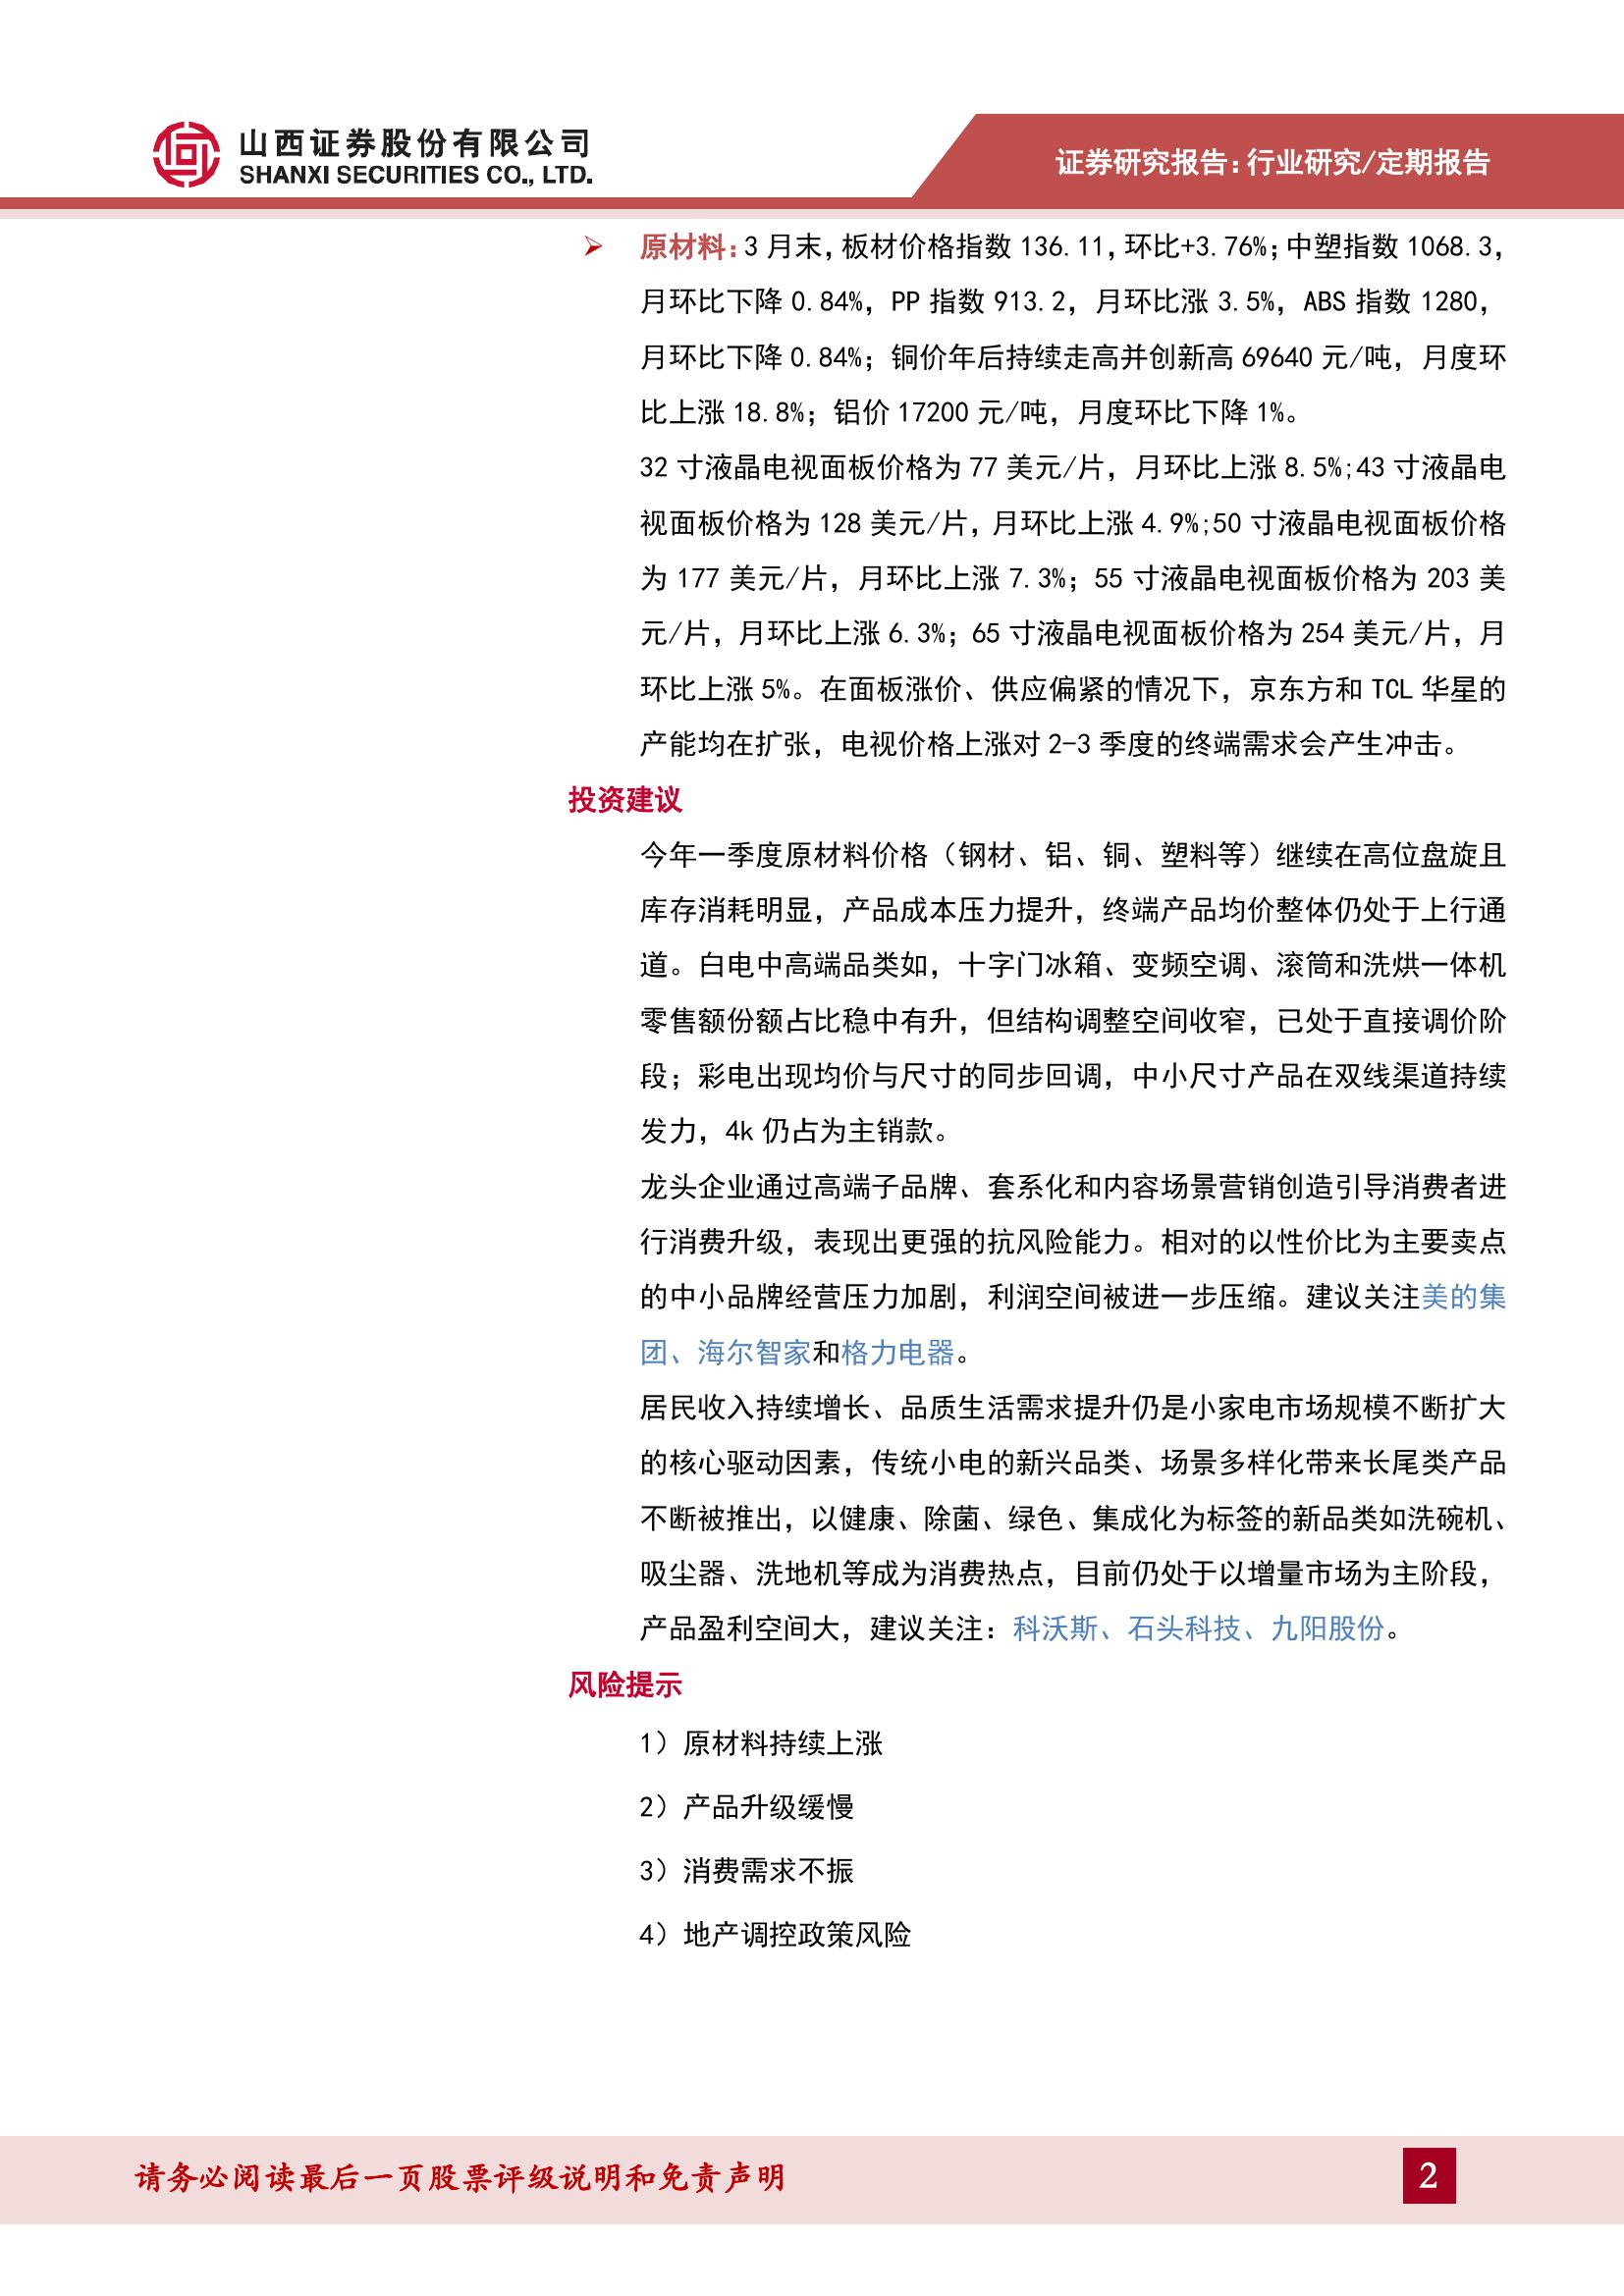 山西证券股份有限公司
SHANXI SECURITIES CO., LTD.
证券研究报告：行业研究/定期报告
➢ 原材料：3 月末，板材价格指数 136.11，环比+3.76%；中塑指数 1068.3，
月环比下降 0.84%，PP 指数 913.2，月环比涨 3.5%，ABS 指数 1280，
月环比下降 0.84%；铜价年后持续走高并创新高 69640 元/吨，月度环
比上涨 18.8%；铝价 17200 元/吨，月度环比下降 1%。
32 寸液晶电视面板价格为 77 美元/片，月环比上涨 8.5%;43 寸液晶电
视面板价格为 128 美元/片，月环比上涨 4.9%;50 寸液晶电视面板价格
为 177 美元/片，月环比上涨 7.3%；55 寸液晶电视面板价格为 203 美
元/片，月环比上涨 6.3%；65 寸液晶电视面板价格为 254 美元/片，月
环比上涨 5%。在面板涨价、供应偏紧的情况下，京东方和 TCL 华星的
产能均在扩张，电视价格上涨对 2-3 季度的终端需求会产生冲击。
投资建议
今年一季度原材料价格（钢材、铝、铜、塑料等）继续在高位盘旋且
库存消耗明显，产品成本压力提升，终端产品均价整体仍处于上行通
道。白电中高端品类如，十字门冰箱、变频空调、滚筒和洗烘一体机
零售额份额占比稳中有升，但结构调整空间收窄，已处于直接调价阶
段；彩电出现均价与尺寸的同步回调，中小尺寸产品在双线渠道持续
发力，4k 仍占为主销款。
龙头企业通过高端子品牌、套系化和内容场景营销创造引导消费者进
行消费升级，表现出更强的抗风险能力。相对的以性价比为主要卖点
的中小品牌经营压力加剧，利润空间被进一步压缩。建议关注美的集
团、海尔智家和格力电器。
居民收入持续增长、品质生活需求提升仍是小家电市场规模不断扩大
的核心驱动因素，传统小电的新兴品类、场景多样化带来长尾类产品
不断被推出，以健康、除菌、绿色、集成化为标签的新品类如洗碗机、
吸尘器、洗地机等成为消费热点，目前仍处于以增量市场为主阶段，
产品盈利空间大，建议关注：科沃斯、石头科技、九阳股份。
风险提示
1）原材料持续上涨
2）产品升级缓慢
3）消费需求不振
4）地产调控政策风险
请务必阅读最后一页股票评级说明和免责声明
2